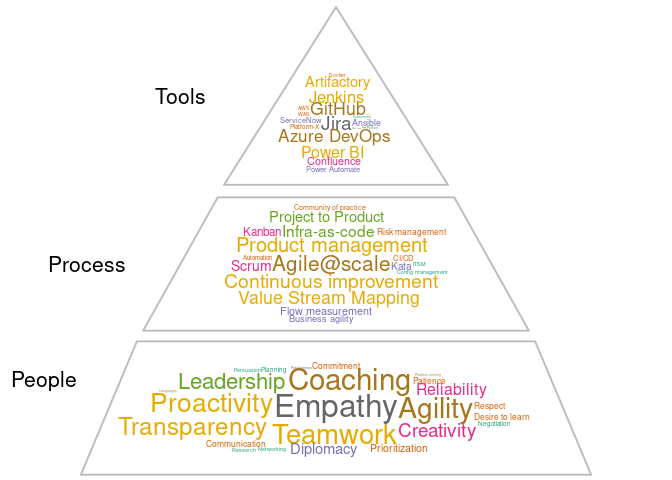 Docker
Artifactory
Jenkins
AWS
WAS
GitHub
Tools
ServiceNow
Jira
Ansible
Platform-X
Azure DevOps
Power BI
Confluence
Power Automate
Community of practice
Project to Product
Kanban
Infra-as-code
Risk management
Product management
Automation
CI/CD
Process
Scrum
Agile@scale
Kata
ITSM
Config management
Continuous improvement
Value Stream Mapping
Flow measurement
Business agility
Commitment
Persuasion
Planning
Problem solving
People
Leadership
Coaching
Patience
Languages
Reliability
Proactivity
Empathy
Agility
Respect
Desire to learn
Transparency
Teamwork
Creativity
Negotiation
Communication
Research
Networking
Diplomacy
Prioritization